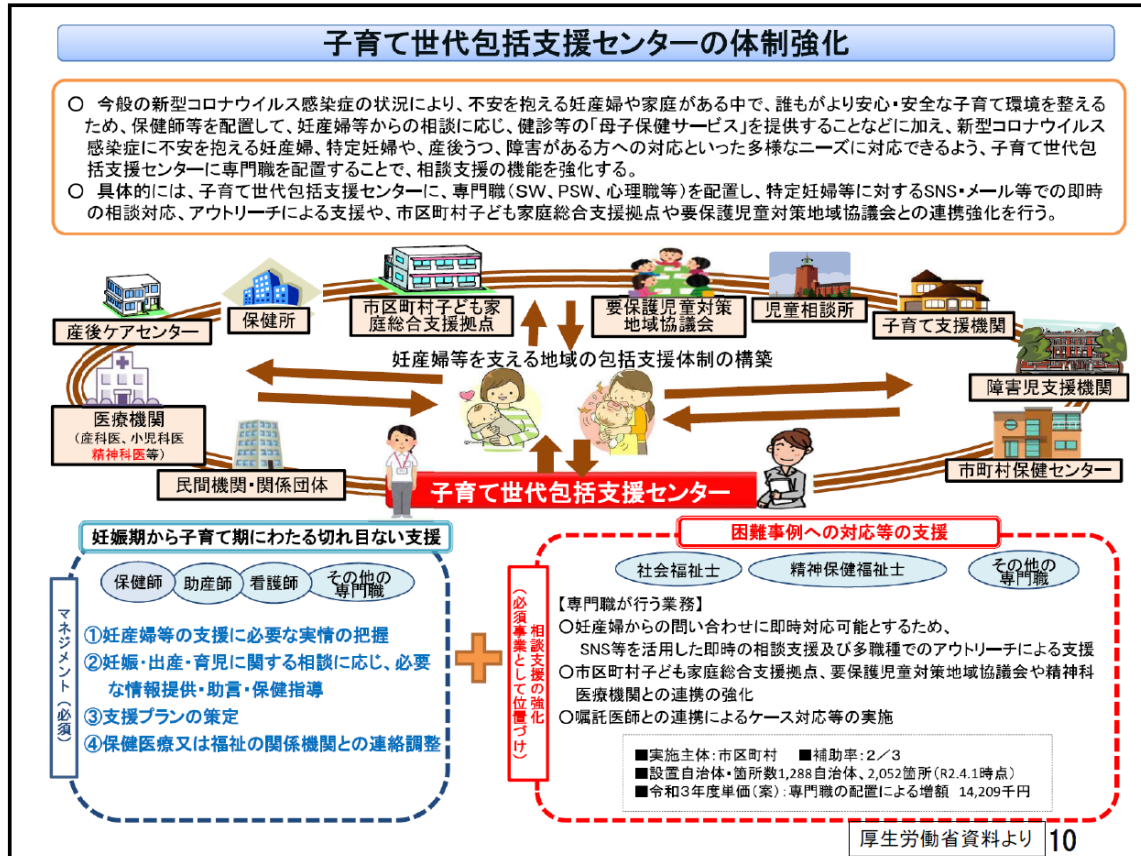 子育て世代包括支援センターの体制強化
○ 今般の新型コロナウイルス感染症の状況により、不安を抱える妊産婦や家庭がある中で、誰もがより安心・安全な子育て環境を整える
ため、保健師等を配置して、妊産婦等からの相談に応じ、健診等の「母子保健サービス」を提供することなどに加え、新型コロナウイルス
感染症に不安を抱える妊産婦、特定妊婦や、産後うつ、障害がある方への対応といった多様なニーズに対応できるよう、子育て世代包
括支援センターに専門職を配置することで、相談支援の機能を強化する。
○ 具体的には、子育て世代包括支援センターに、専門職(SW、PSW、心理職等)を配置し、特定妊婦等に対するSNS・メール等での即時
の相談対応、アウトリーチによる支援や、市区町村子ども家庭総合支援拠点や要保護児童対策地域協議会との連携強化を行う。
産後ケアセンター
保健所
市区町村子ども家
庭総合支援拠点
要保護児童対策
地域協議会
児童相談所
子育て支援機関
妊産婦等を支える地域の包括支援体制の構築
障害児支援機関
医療機関
(産科医、小児科医
精神科医等)
民間機関・関係団体
市町村保健センター
子育て世代包括支援センター
妊娠期から子育て期にわたる切れ目ない支援
保健師
助産師
看護師
その他の
専門職
マネジメント(必須)
①妊産婦等の支援に必要な実情の把握
②妊娠・出産・育児に関する相談に応じ、必要
な情報提供・助言・保健指導
③支援プランの策定
④保健医療又は福祉の関係機関との連絡調整
困難事例への対応等の支援
社会福祉士
精神保健福祉士
その他の
専門職
相談支援の強化
(必須事業として位置づけ)
【専門職が行う業務】
○妊産婦からの問い合わせに即時対応可能とするため、
SNS等を活用した即時の相談支援及び多職種でのアウトリーチによる支援
○市区町村子ども家庭総合支援拠点、要保護児童対策地域協議会や精神科
医療機関との連携の強化
○嘱託医師との連携によるケース対応等の実施
■実施主体:市区町村 ■補助率:2/3
■設置自治体・箇所数1,288自治体、2,052箇所(R2.4.1時点)
■令和3年度単価(案):専門職の配置による増額 14,209千円
厚生労働省資料より
10